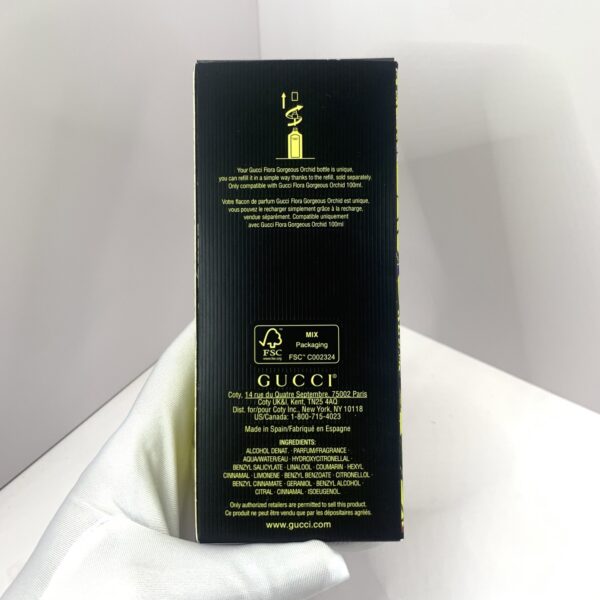 Your Gucci Flora Gorgeous Orchid bottle is unique,
you can refill it in a simple way thanks to the refill, sold separately.
Only compatible with Gucci Flora Gorgeous Orchid 100ml.
Votre flacon de parfum Gucci Flora Gorgeous Orchid est unique,
vous pouvez le recharger simplement grâce à la recharge,
vendue séparément. Compatible uniquement
avec Gucci Flora Gorgeous Orchid 100ml
FSC
www.fsc.org
MIX
Packaging
FSC™ C002324
GUCCI®
Coty, 14 rue du Quatre Septembre, 75002 Paris
Coty UK&I, Kent, TN25 4AQ
Dist. for/pour Coty Inc., New York, NY 10118
US/Canada: 1-800-715-4023
Made in Spain/Fabriqué en Espagne
INGREDIENTS:
ALCOHOL DENAT. · PARFUM/FRAGRANCE ·
AQUA/WATER/EAU · HYDROXYCITRONELLAL ·
BENZYL SALICYLATE · LINALOOL · COUMARIN · HEXYL
CINNAMAL · LIMONENE · BENZYL BENZOATE · CITRONELLOL ·
BENZYL CINNAMATE · GERANIOL · BENZYL ALCOHOL ·
CITRAL · CINNAMAL · ISOEUGENOL.
Only authorized retailers are permitted to sell this product.
Ce produit ne peut être vendu que par les dépositaires agréés.
www.gucci.com